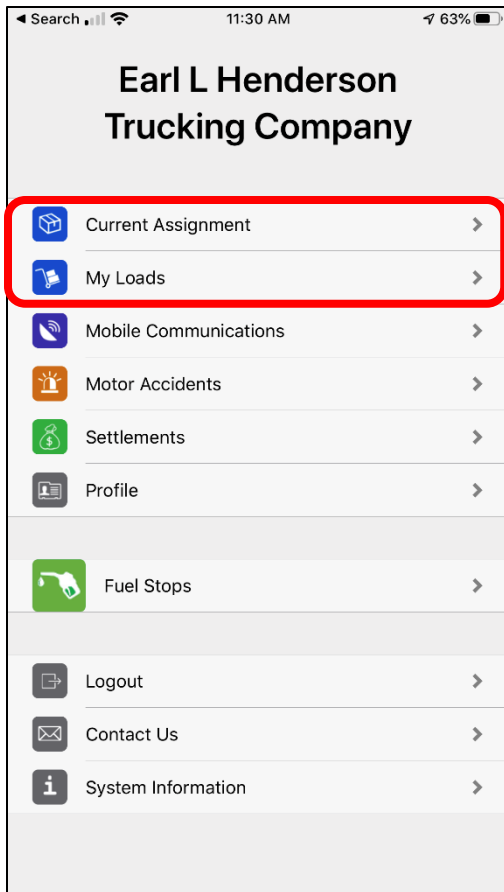 Search 11:30 AM 63%
Earl L Henderson
Trucking Company
Current Assignment
My Loads
Mobile Communications
Motor Accidents
Settlements
Profile
Fuel Stops
Logout
Contact Us
System Information